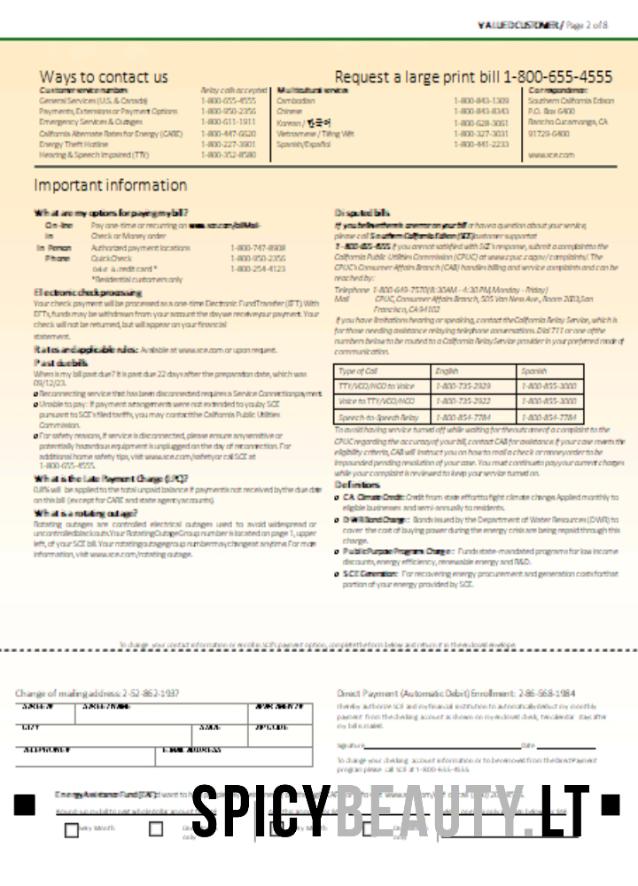 VALUED CUSTOMER / Page 2 of 8
Ways to contact us
Request a large print bill 1-800-655-4555
Customer service numbers
Relay calls accepted
Multicultural services
Correspondence:
General Services (U.S. & Canada) 1-800-655-4555
Cambodian 1-800-843-1309
Southern California Edison
Payments, Extensions or Payment Options 1-800-950-2356
Chinese 1-800-843-8343
P.O. Box 6400
Emergency Services & Outages 1-800-611-1911
Korean / 한국어 1-800-628-3061
Rancho Cucamonga, CA
California Alternate Rates for Energy (CARE) 1-800-447-6620
Vietnamese / Tiếng Việt 1-800-327-3031
91729-6400
Energy Theft Hotline 1-800-227-3901
Spanish/Español 1-800-441-2233
Hearing & Speech Impaired (TTY) 1-800-352-8580
www.sce.com
Important information
What are my options for paying my bill?
On-line Pay one-time or recurring on www.sce.com/bill
In Check or Money order
In Person Authorized payment locations 1-800-747-8908
Phone QuickCheck 1-800-950-2356
credit card * 1-800-254-4123
*Residential customers only
Electronic check processing
Your check payment will be processed as a one-time Electronic Fund Transfer (EFT). With
EFTs, funds may be withdrawn from your account the day we receive your payment. Your
check will not be returned, but will appear on your financial
statement.
Rates and applicable rules: Available at www.sce.com or upon request.
Past due bills
When is my bill past due? It is past due 22 days after the preparation date, which was
09/12/23.
Reconnecting service that has been disconnected requires a Service Connection payment.
Unable to pay: If payment arrangements were not extended to you by SCE
pursuant to SCE's filed tariffs, you may contact the California Public Utilities
Commission.
For safety reasons, if service is disconnected, please ensure any sensitive or
potentially hazardous equipment is unplugged on the day of reconnection. For
additional home safety tips, visit www.sce.com/safety or call SCE at
1-800-655-4555.
What is the Late Payment Charge (LPC)?
0.8% will be applied to the total unpaid balance if payment is not received by the due date
on this bill (except for CARE and state agency accounts).
What is a rotating outage?
Rotating outages are controlled electrical outages used to avoid widespread or
uncontrolled blackouts. Your Rotating Outage Group number is located on page 1, upper
left, of your SCE bill. Your rotating outage group number may change at anytime. For more
information, visit www.sce.com/rotating outage.
Disputed bills
If you believe there is an error on your bill or have a question about your service,
please call Southern California Edison (SCE) customer support at
1-800-655-4555 if you are not satisfied with SCE's response, submit a complaint to the
California Public Utilities Commission (CPUC) at www.cpuc.ca.gov/complaints/. The
CPUC's Consumer Affairs Branch (CAB) handles billing and service complaints and can be
reached by:
Telephone 1-800-649-7570 (8:30AM - 4:30 PM, Monday - Friday)
Mail CPUC, Consumer Affairs Branch, 505 Van Ness Ave., Room 2003, San
Francisco, CA 94102
If you have limitations hearing or speaking, contact the California Relay Service, which is
for those needing assistance relaying telephone conversations. Dial 711 or one of the
numbers below to be routed to a California Relay Service provider in your preferred mode of
communication.
Type of Call English Spanish
TTY/VCO/HCO to Voice 1-800-735-2929 1-800-855-3000
Voice to TTY/VCO/HCO 1-800-735-2922 1-800-855-3000
Speech-to-Speech Relay 1-800-854-7784 1-800-854-7784
To avoid having service turned off while waiting for the outcome of a complaint to the
CPUC regarding the accuracy of your bill, contact CAB for assistance. If your case meets the
eligibility criteria, CAB will instruct you on how to mail a check or money order to be
impounded pending resolution of your case. You must continue to pay your current charges
while your complaint is reviewed to keep your service turned on.
Definitions
CA Climate Credit: Credit from state effort to fight climate change. Applied monthly to
eligible businesses and semi-annually to residents.
DWR Bond Charge: Bonds issued by the Department of Water Resources (DWR) to
cover the cost of buying power during the energy crisis are being repaid through this
charge.
Public Purpose Program Charge: Funds state-mandated programs for low income
discounts, energy efficiency, renewable energy and R&D.
SCE Generation: For recovering energy procurement and generation costs for that
portion of your energy provided by SCE.
To change your contact information or enroll in SCE's payment option, complete the form below and return it in the enclosed envelope.
Change of mailing address: 2-52-862-1937
Direct Payment (Automatic Debit) Enrollment: 2-86-568-1984
STREET # STREET NAME APARTMENT #
CITY STATE ZIP CODE
TELEPHONE # E-MAIL ADDRESS
I hereby authorize SCE and my financial institution to automatically deduct my monthly
payment from the checking account as shown on my enclosed check, ten calendar days after
my bill is mailed.
Signature Date
To change your checking account information or to be removed from the Direct Payment
program please call SCE at 1-800-655-4555
Energy Assistance Fund (EAF):
Every Month
only
SPICYBEAUTY.LT